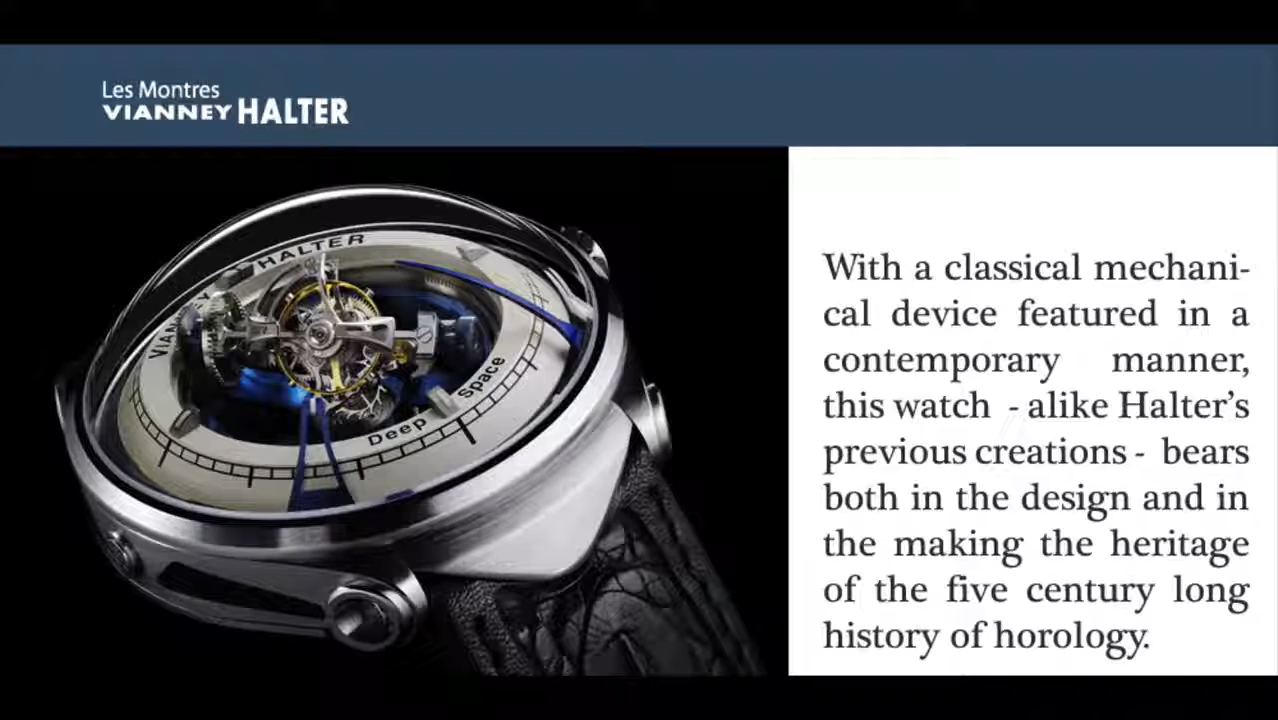 Les Montres
VIANNEY HALTER
VIANNEY HALTER
Deep Space
With a classical mechani-
cal device featured in a
contemporary manner,
this watch - alike Halter’s
previous creations - bears
both in the design and in
the making the heritage
of the five century long
history of horology.